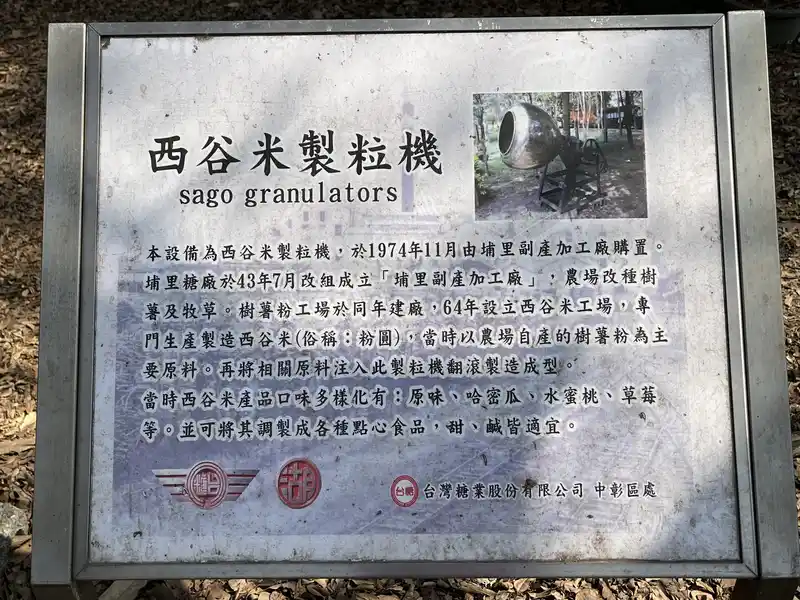 西谷米製粒機
sago granulators
本設備為西谷米製粒機，於1974年11月由埔里副產加工廠購置。
埔里糖廠於43年7月改組成立「埔里副產加工廠」，農場改種樹
薯及牧草。樹薯粉工場於同年建廠，64年設立西谷米工場，專
門生產製造西谷米(俗稱：粉圓)，當時以農場自產的樹薯粉為主
要原料。再將相關原料注入此製粒機翻滾製造成型。
當時西谷米產品口味多樣化有：原味、哈密瓜、水蜜桃、草莓
等。並可將其調製成各種點心食品，甜、鹹皆適宜。
台糖 台灣糖業股份有限公司 中彰區處